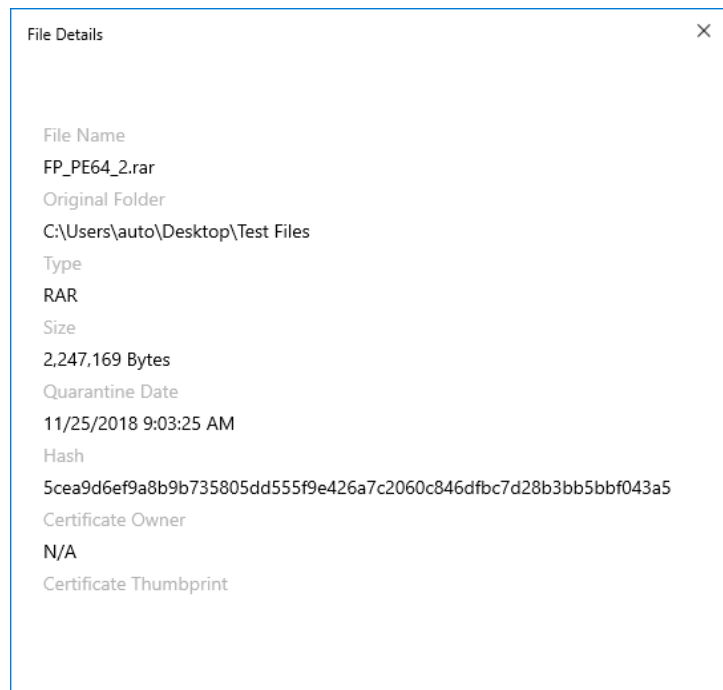 File Details
File Name
FP_PE64_2.rar
Original Folder
C:\Users\auto\Desktop\Test Files
Type
RAR
Size
2,247,169 Bytes
Quarantine Date
11/25/2018 9:03:25 AM
Hash
5cea9d6ef9a8b9b735805dd555f9e426a7c2060c846dfbc7d28b3bb5bbf043a5
Certificate Owner
N/A
Certificate Thumbprint